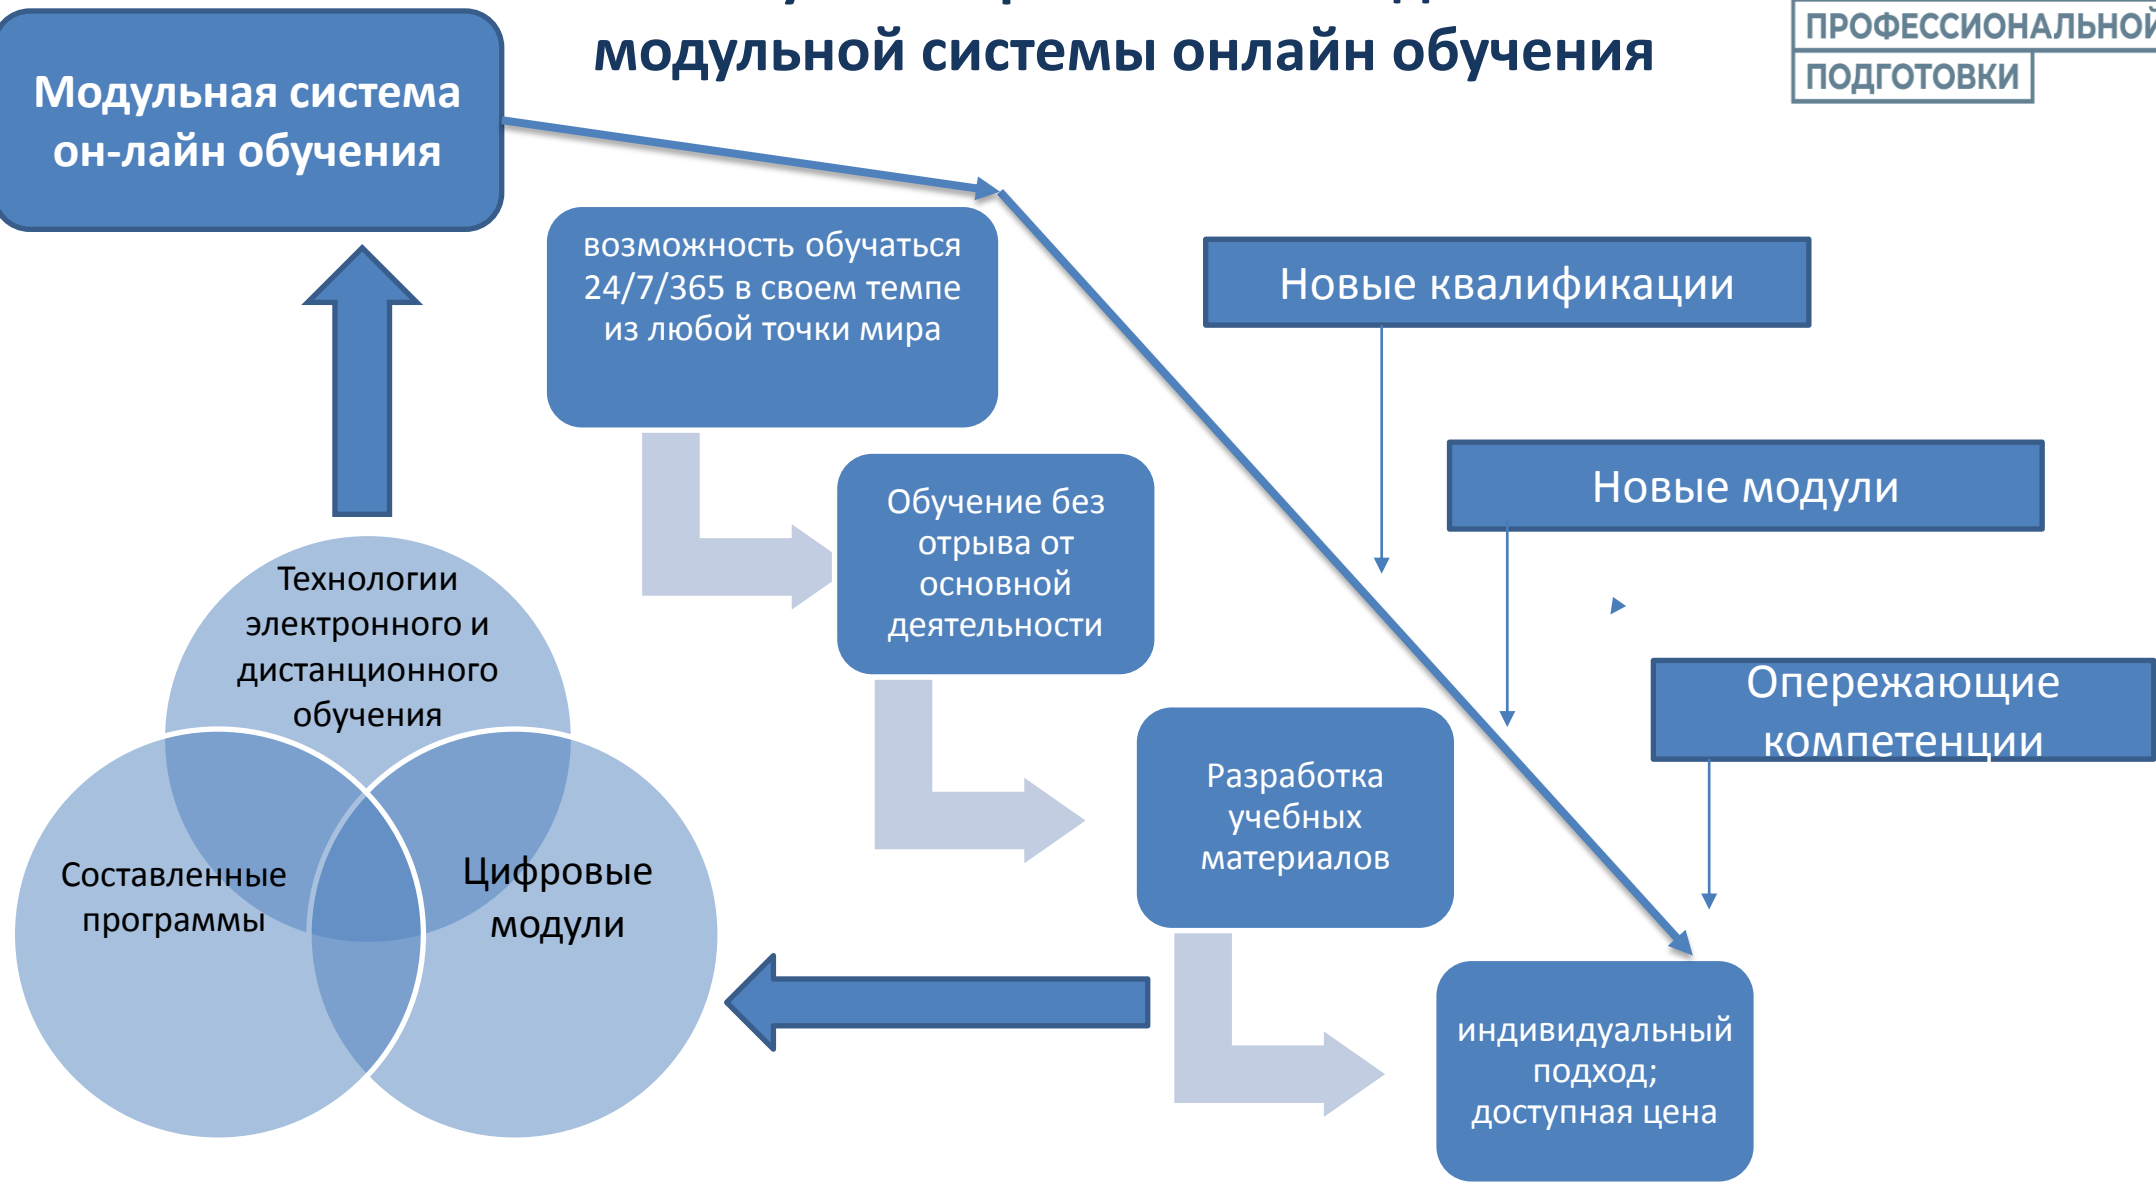 модульной системы онлайн обучения
ПРОФЕССИОНАЛЬНОЙ
ПОДГОТОВКИ
Модульная система
он-лайн обучения
возможность обучаться
24/7/365 в своем темпе
из любой точки мира
Новые квалификации
Обучение без
отрыва от
основной
деятельности
Новые модули
Технологии
электронного и
дистанционного
обучения
Опережающие
компетенции
Разработка
учебных
материалов
Составленные
программы
Цифровые
модули
индивидуальный
подход;
доступная цена